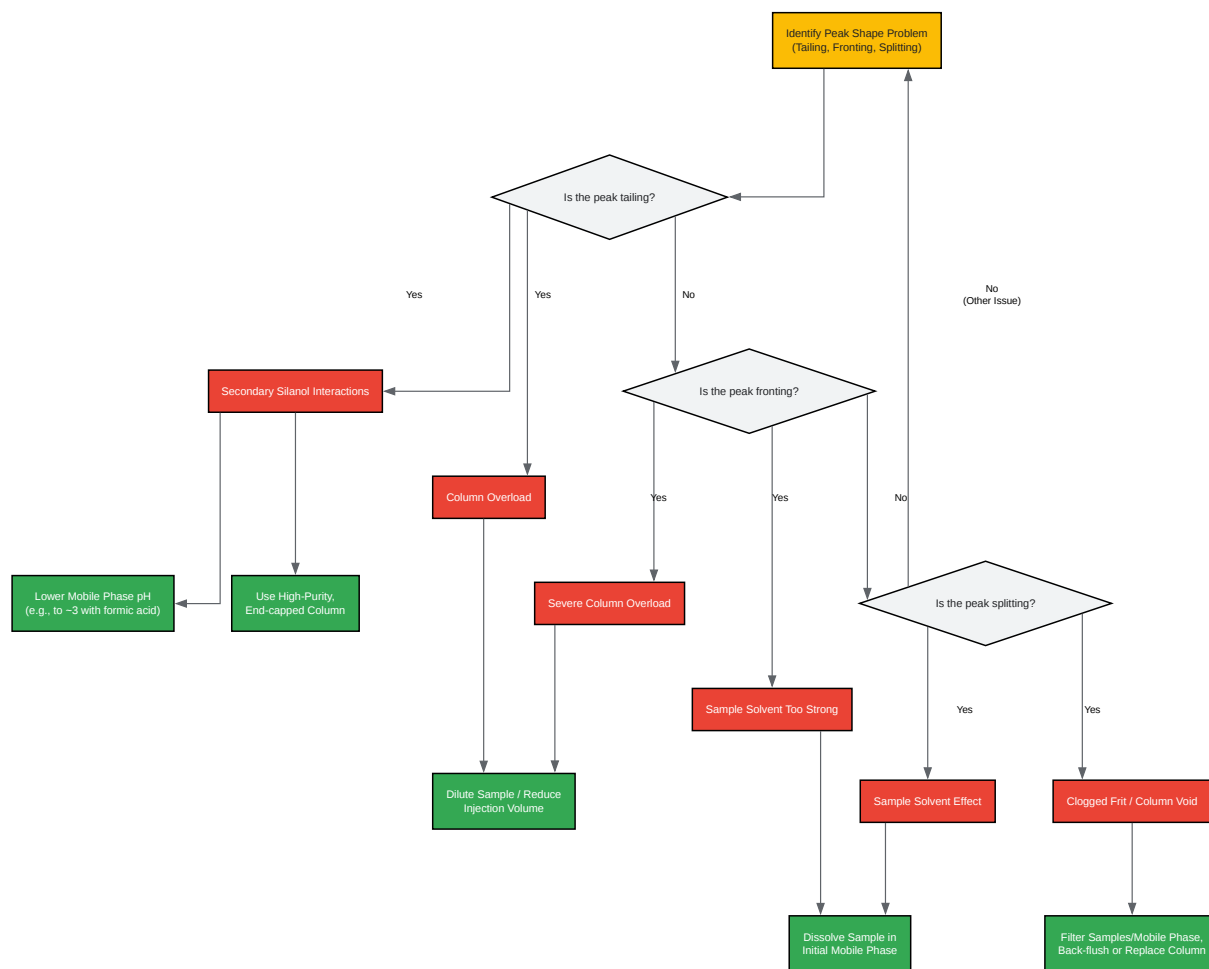 Identify Peak Shape Problem
(Tailing, Fronting, Splitting)
Is the peak tailing?
Yes
Yes
No
No
(Other Issue)
Secondary Silanol Interactions
Is the peak fronting?
Column Overload
Yes
Yes
No
Lower Mobile Phase pH
(e.g., to ~3 with formic acid)
Use High-Purity,
End-capped Column
Severe Column Overload
Is the peak splitting?
Sample Solvent Too Strong
Yes
Yes
Dilute Sample / Reduce
Injection Volume
Sample Solvent Effect
Clogged Frit / Column Void
Dissolve Sample in
Initial Mobile Phase
Filter Samples/Mobile Phase,
Back-flush or Replace Column